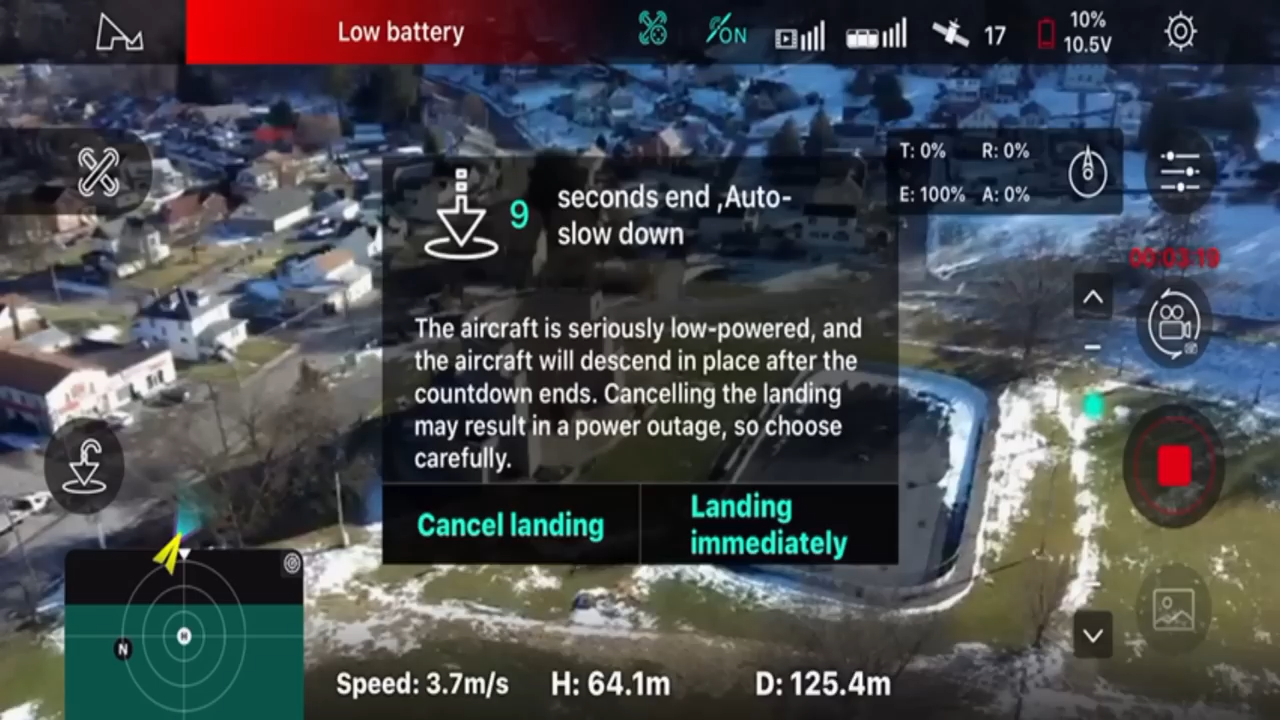 Low battery
ON
17
10%
10.5V
T: 0% R: 0%
E: 100% A: 0%
9
seconds end ,Auto-
slow down
00:03:19
The aircraft is seriously low-powered, and
the aircraft will descend in place after the
countdown ends. Cancelling the landing
may result in a power outage, so choose
carefully.
Cancel landing
Landing
immediately
H
N
Speed: 3.7m/s H: 64.1m D: 125.4m